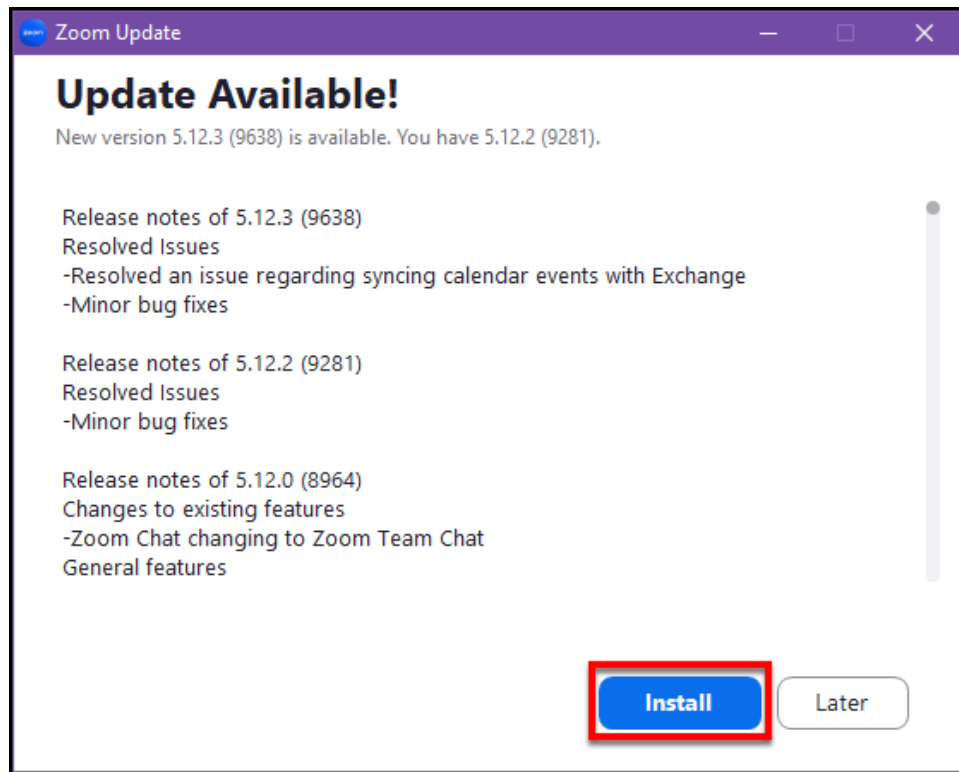 Zoom Update
Update Available!
New version 5.12.3 (9638) is available. You have 5.12.2 (9281).
Release notes of 5.12.3 (9638)
Resolved Issues
-Resolved an issue regarding syncing calendar events with Exchange
-Minor bug fixes
Release notes of 5.12.2 (9281)
Resolved Issues
-Minor bug fixes
Release notes of 5.12.0 (8964)
Changes to existing features
-Zoom Chat changing to Zoom Team Chat
General features
Install
Later